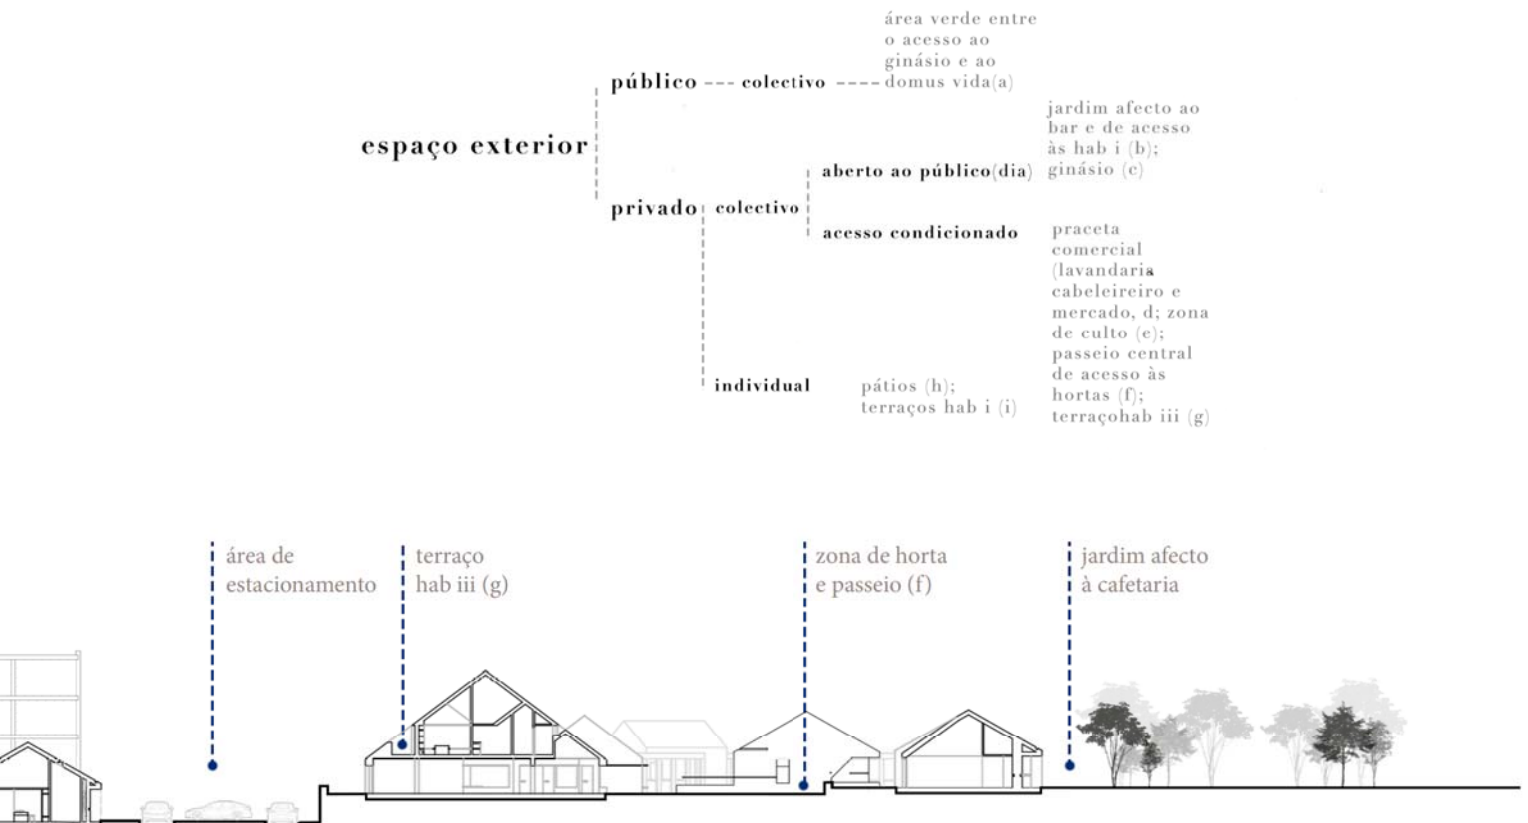 área verde entre
o acesso ao
ginásio e ao
público --- colectivo ---- domus vida(a)
espaço exterior
jardim afecto ao
bar e de acesso
às hab i (b);
aberto ao público(dia) ginásio (c)
privado colectivo
acesso condicionado praceta
comercial
(lavandaria
cabeleireiro e
mercado, d; zona
de culto (e);
passeio central
de acesso às
hortas (f);
terraçohab iii (g)
individual pátios (h);
terraços hab i (i)
área de
estacionamento
terraço
hab iii (g)
zona de horta
e passeio (f)
jardim afecto
à cafetaria